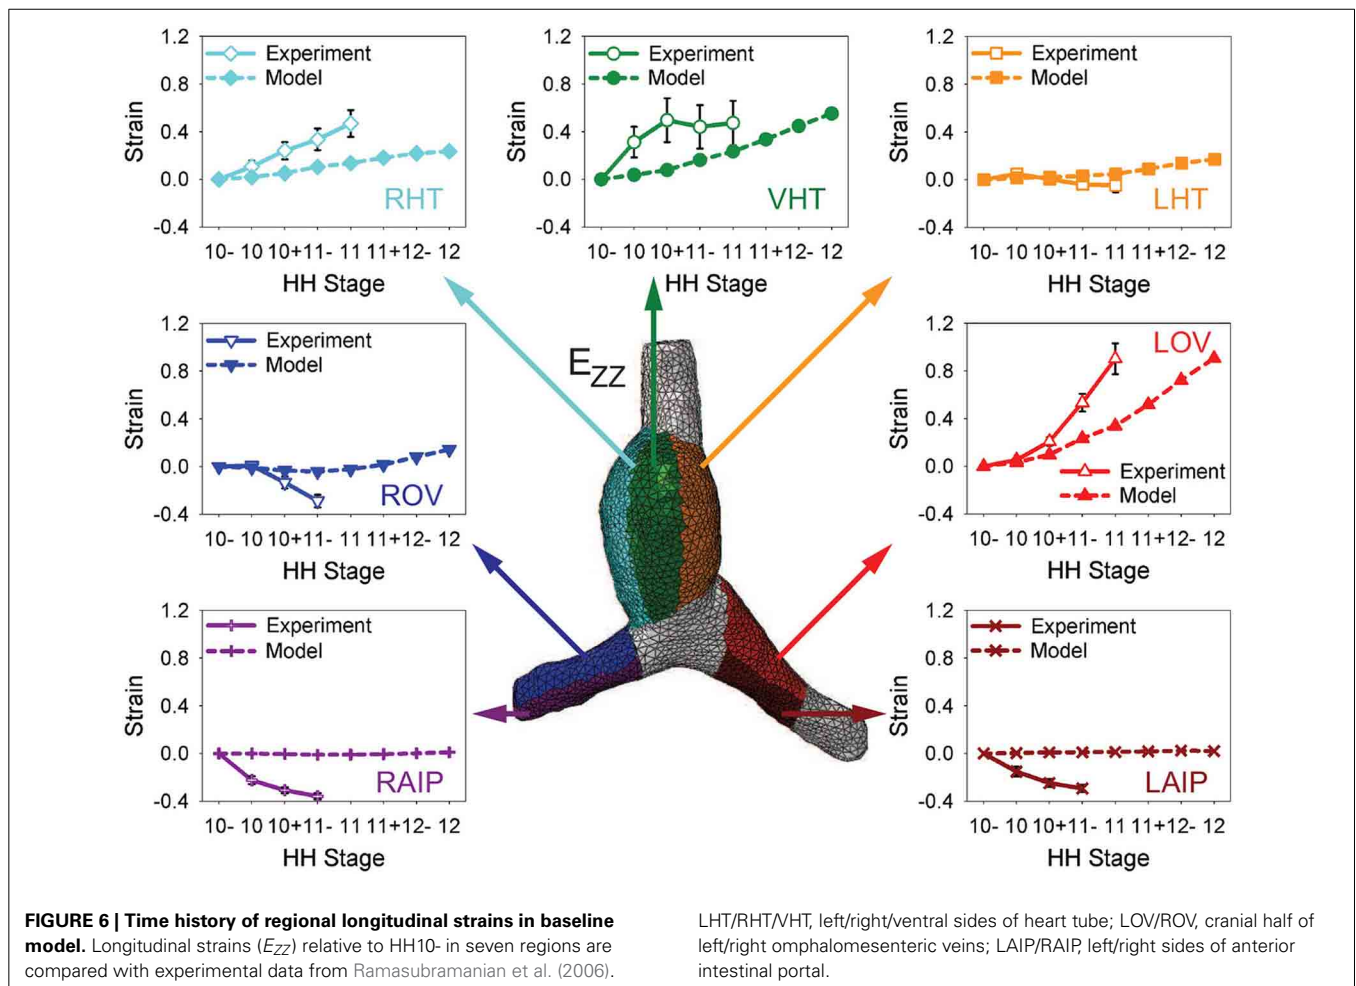 1.2
0.8
0.4
0.0
-0.4
Strain
Experiment
Model
RHT
10- 10 10+ 11- 11 11+ 12- 12
HH Stage
1.2
0.8
0.4
0.0
-0.4
Strain
Experiment
Model
VHT
10- 10 10+ 11- 11 11+ 12- 12
HH Stage
1.2
0.8
0.4
0.0
-0.4
Strain
Experiment
Model
LHT
10- 10 10+ 11- 11 11+ 12- 12
HH Stage
1.2
0.8
0.4
0.0
-0.4
Strain
Experiment
Model
ROV
10- 10 10+ 11- 11 11+ 12- 12
HH Stage
EZZ
1.2
0.8
0.4
0.0
-0.4
Strain
LOV
Experiment
Model
10- 10 10+ 11- 11 11+ 12- 12
HH Stage
1.2
0.8
0.4
0.0
-0.4
Strain
Experiment
Model
RAIP
10- 10 10+ 11- 11 11+ 12- 12
HH Stage
1.2
0.8
0.4
0.0
-0.4
Strain
Experiment
Model
LAIP
10- 10 10+ 11- 11 11+ 12- 12
HH Stage
FIGURE 6 | Time history of regional longitudinal strains in baseline
model. Longitudinal strains (EZZ) relative to HH10- in seven regions are
compared with experimental data from Ramasubramanian et al. (2006).
LHT/RHT/VHT, left/right/ventral sides of heart tube; LOV/ROV, cranial half of
left/right omphalomesenteric veins; LAIP/RAIP, left/right sides of anterior
intestinal portal.